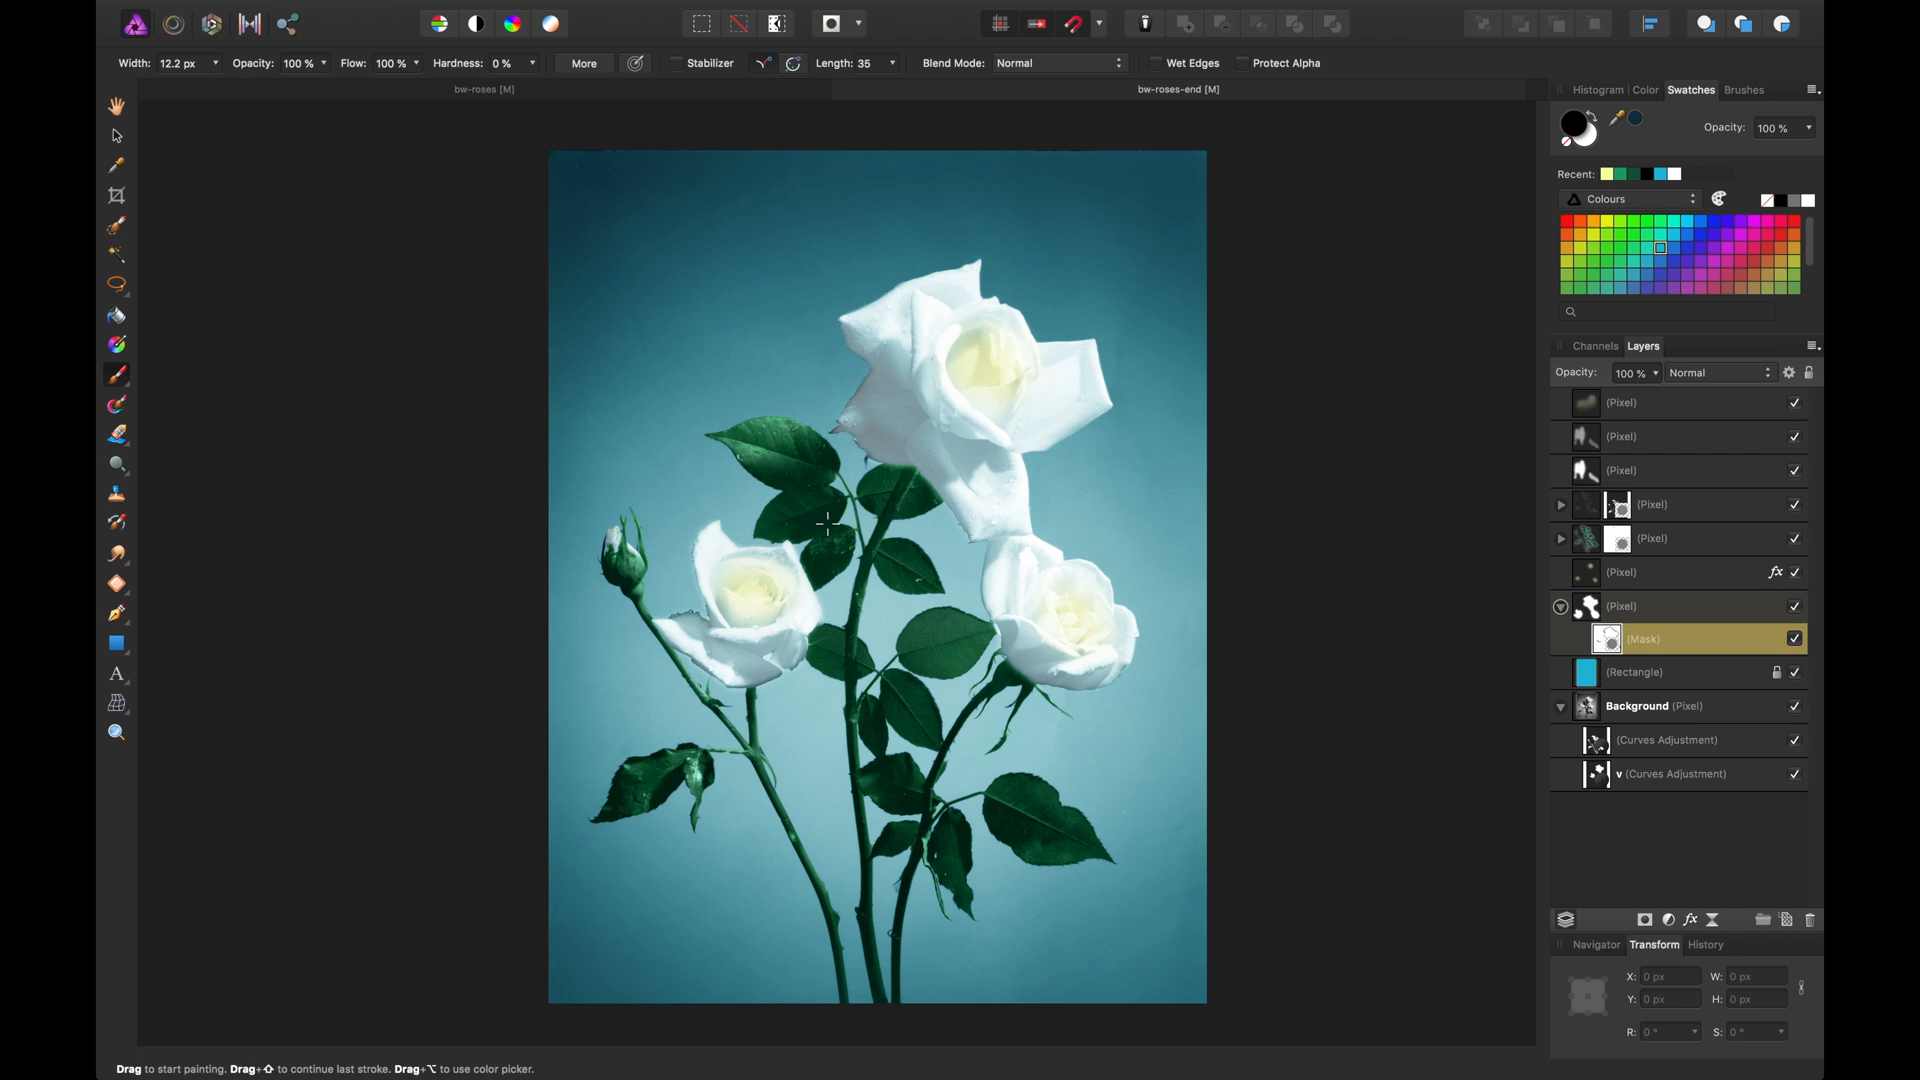 Width: 12.2 px Opacity: 100 % Flow: 100 % Hardness: 0 % More Stabilizer Length: 35 Blend Mode: Normal Wet Edges Protect Alpha
bw-roses [M] bw-roses-end [M]
Histogram Color Swatches Brushes
Opacity: 100 %
Recent:
Colours
Channels Layers
Opacity: 100 % Normal
(Pixel)
(Pixel)
(Pixel)
(Pixel)
(Pixel)
(Pixel) fx
(Pixel)
(Mask)
(Rectangle)
Background (Pixel)
(Curves Adjustment)
v (Curves Adjustment)
fx
Navigator Transform History
X: 0 px W: 0 px
Y: 0 px H: 0 px
R: 0 ° S: 0 °
Drag to start painting. Drag+⇧ to continue last stroke. Drag+⌥ to use color picker.